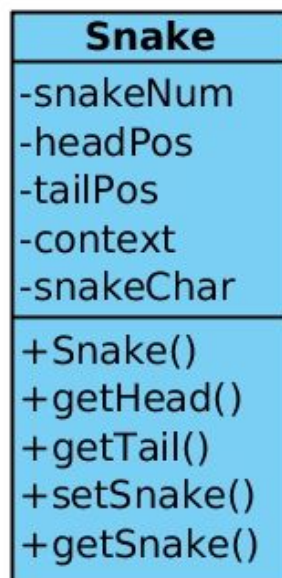 Snake
-snakeNum
-headPos
-tailPos
-context
-snakeChar
+Snake()
+getHead()
+getTail()
+setSnake()
+getSnake()